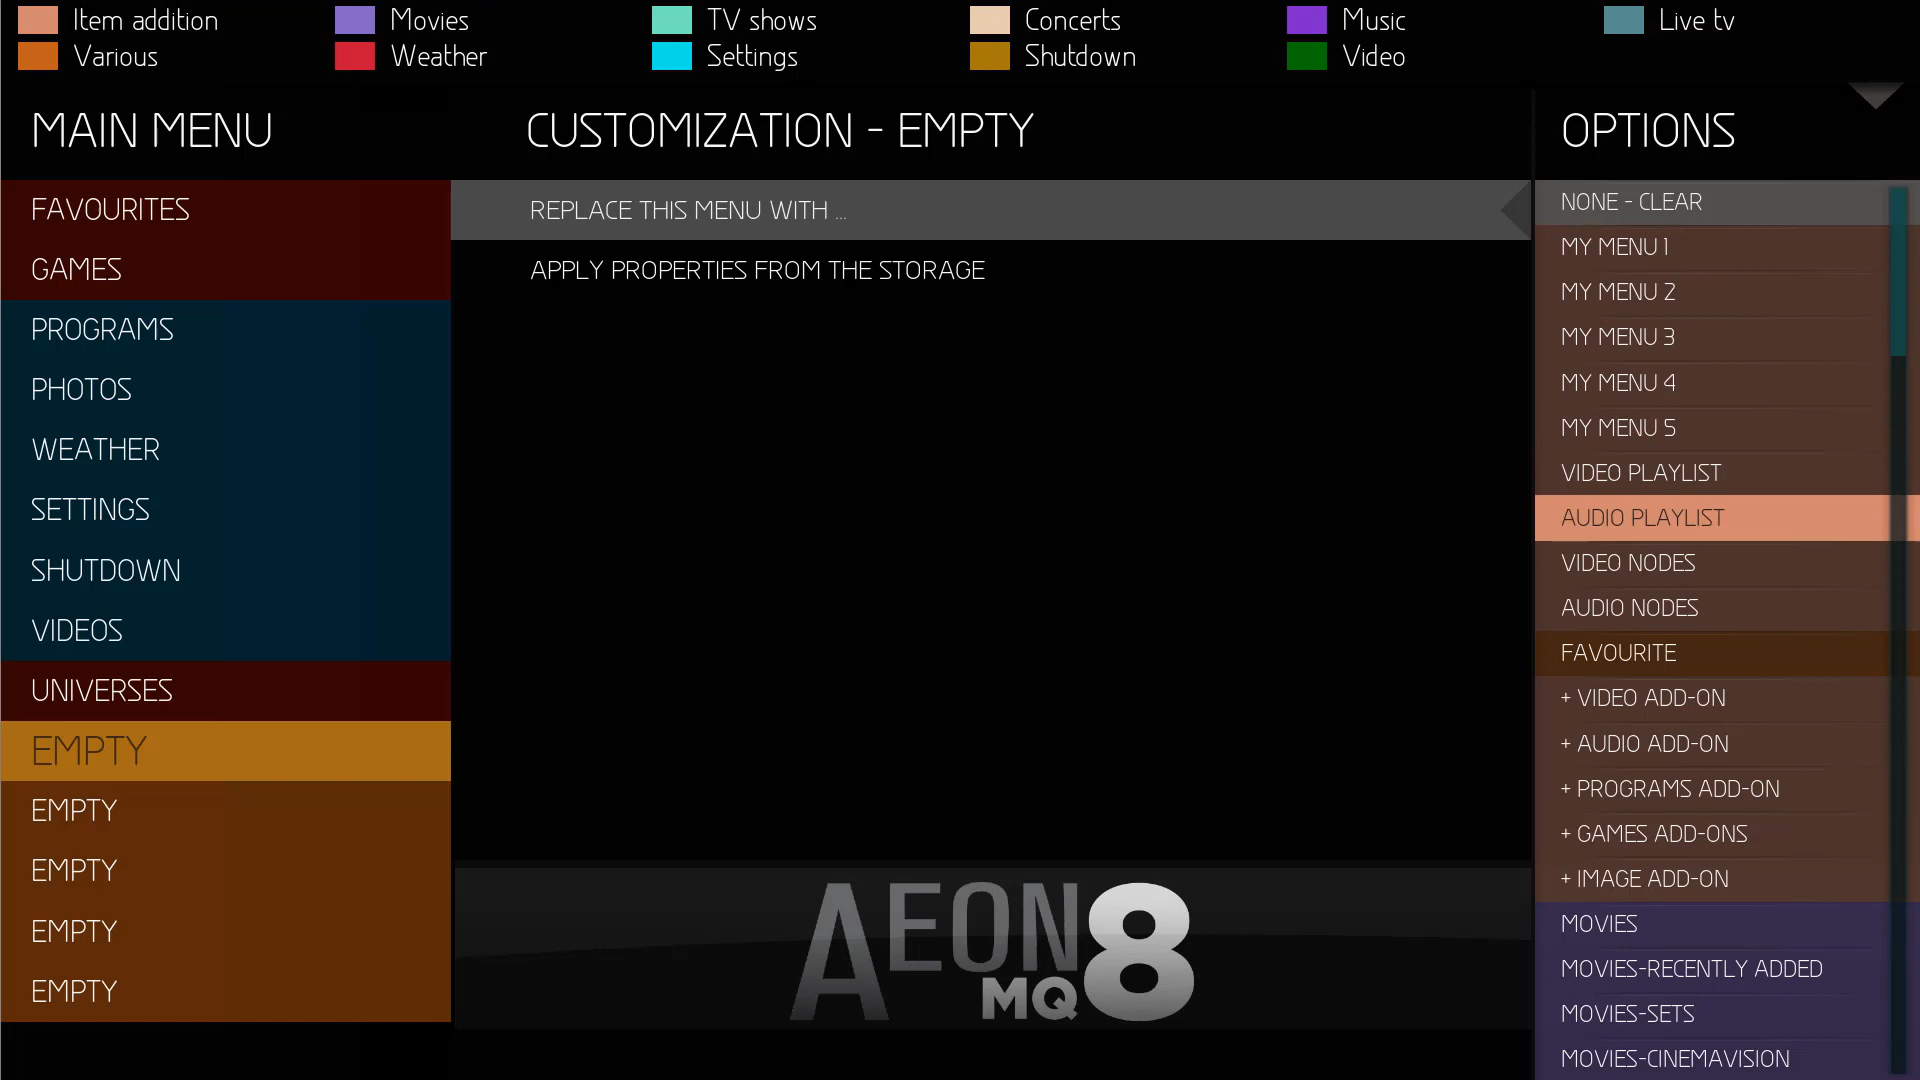 Item addition
Movies
TV shows
Concerts
Music
Live tv
Various
Weather
Settings
Shutdown
Video
MAIN MENU
FAVOURITES
GAMES
PROGRAMS
PHOTOS
WEATHER
SETTINGS
SHUTDOWN
VIDEOS
UNIVERSES
EMPTY
EMPTY
EMPTY
EMPTY
EMPTY
CUSTOMIZATION - EMPTY
REPLACE THIS MENU WITH ...
APPLY PROPERTIES FROM THE STORAGE
AEON 8
MQ
OPTIONS
NONE - CLEAR
MY MENU 1
MY MENU 2
MY MENU 3
MY MENU 4
MY MENU 5
VIDEO PLAYLIST
AUDIO PLAYLIST
VIDEO NODES
AUDIO NODES
FAVOURITE
+ VIDEO ADD-ON
+ AUDIO ADD-ON
+ PROGRAMS ADD-ON
+ GAMES ADD-ONS
+ IMAGE ADD-ON
MOVIES
MOVIES-RECENTLY ADDED
MOVIES-SETS
MOVIES-CINEMAVISION